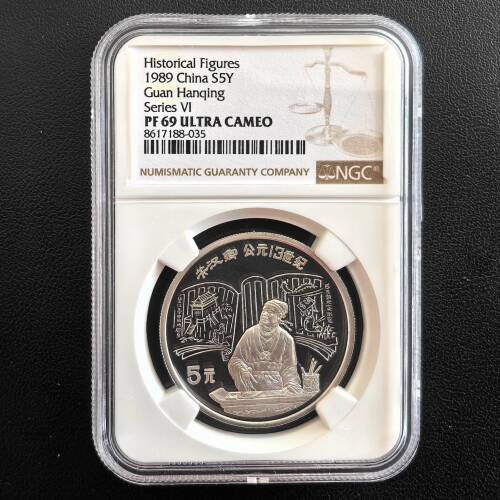 Historical Figures
1989 China S5Y
Guan Hanqing
Series VI
PF 69 ULTRA CAMEO
8617188-035
NUMISMATIC GUARANTY COMPANY
NGC
关汉卿 公元13世纪
5元